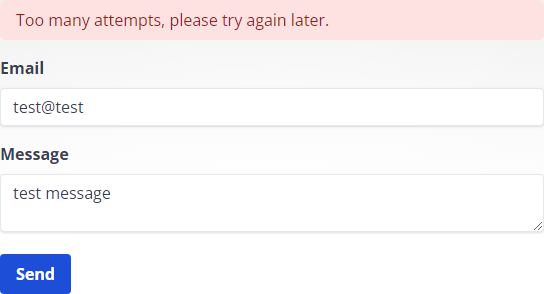 Too many attempts, please try again later.
Email
test@test
Message
test message
Send